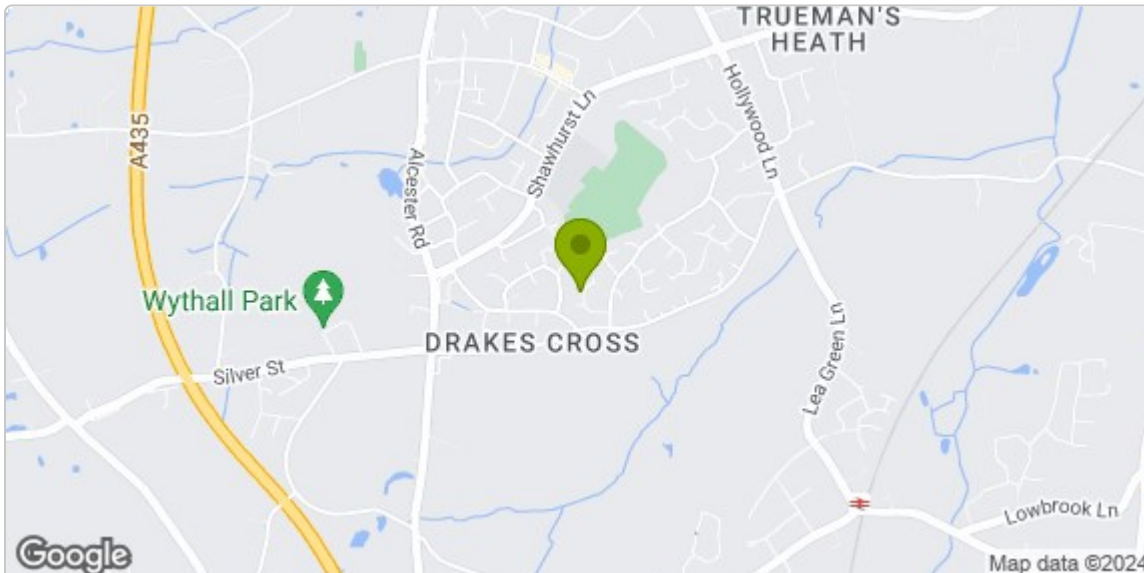 TRUEMAN'S
HEATH
A435
Hollywood Ln
Shawhurst Ln
Alcester Rd
Wythall Park
DRAKES CROSS
Silver St
Lea Green Ln
Lowbrook Ln
Google
Map data ©2024